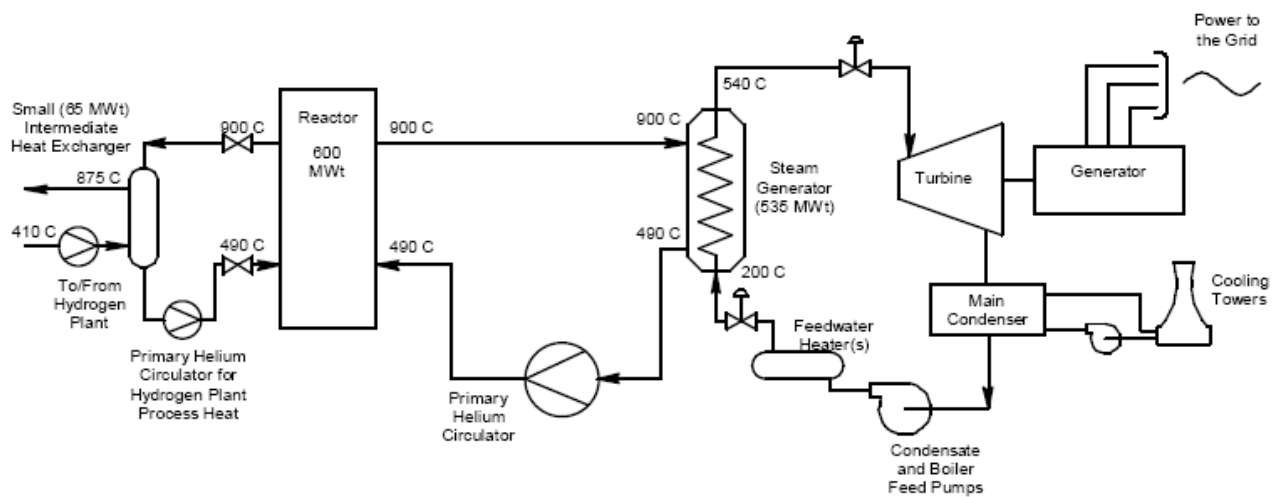 Power to
the Grid
540 C
Small (65 MWt)
Intermediate
Heat Exchanger
900 C
Reactor
600
MWt
900 C
900 C
Steam
Generator
(535 MWt)
Turbine
Generator
875 C
410 C
490 C
490 C
490 C
200 C
To/From
Hydrogen
Plant
Primary Helium
Circulator for
Hydrogen Plant
Process Heat
Primary
Helium
Circulator
Feedwater
Heater(s)
Main
Condenser
Cooling
Towers
Condensate
and Boiler
Feed Pumps